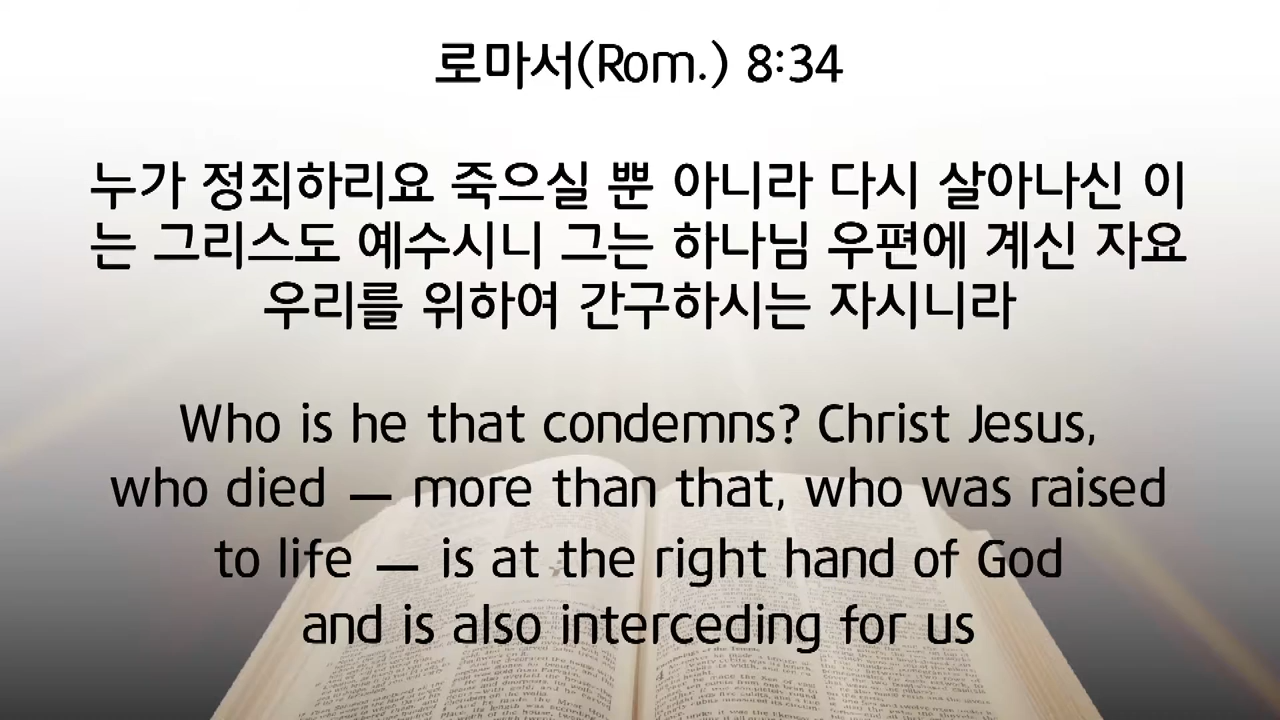 로마서(Rom.) 8:34
누가 정죄하리요 죽으실 뿐 아니라 다시 살아나신 이
는 그리스도 예수시니 그는 하나님 우편에 계신 자요
우리를 위하여 간구하시는 자시니라
Who is he that condemns? Christ Jesus,
who died — more than that, who was raised
to life — is at the right hand of God
and is also interceding for us